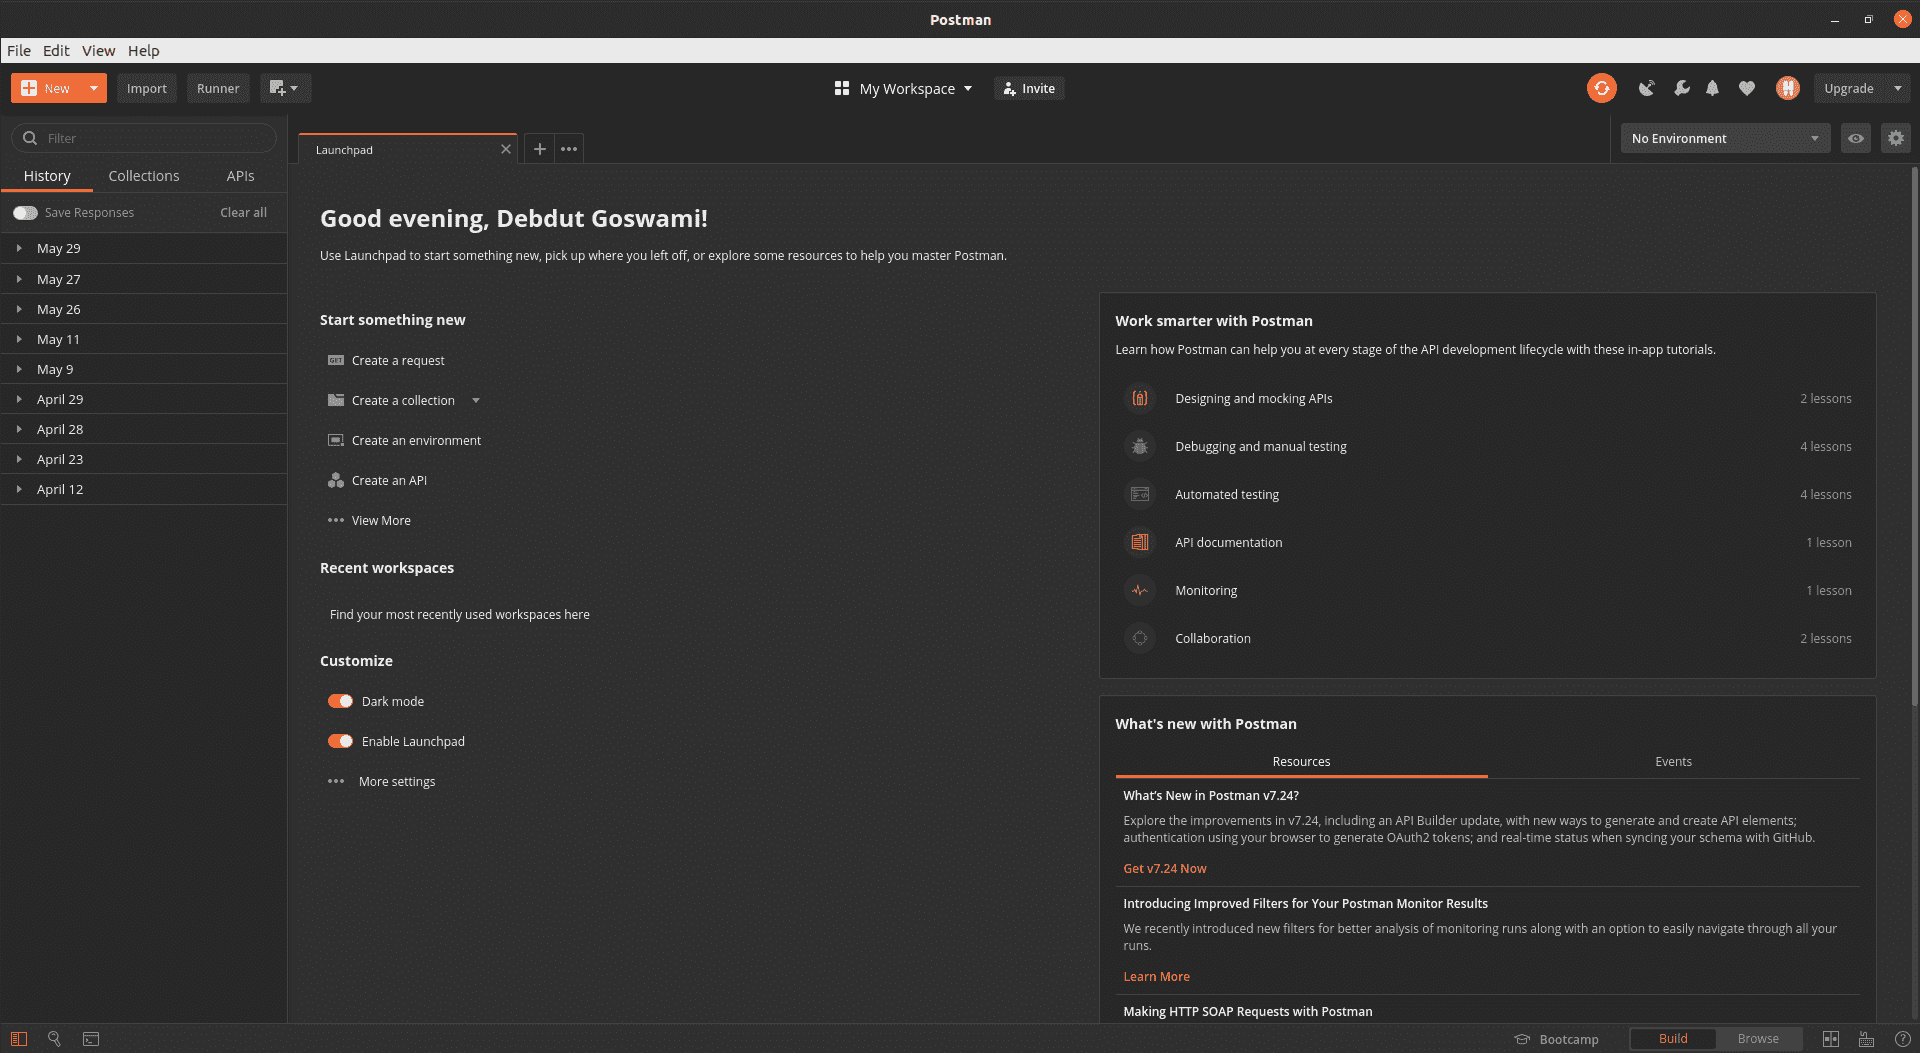 Postman
File Edit View Help
New Import Runner My Workspace Invite Upgrade
Filter
Launchpad
No Environment
History Collections APIs
Save Responses Clear all
May 29
May 27
May 26
May 11
May 9
April 29
April 28
April 23
April 12
Good evening, Debdut Goswami!
Use Launchpad to start something new, pick up where you left off, or explore some resources to help you master Postman.
Start something new
GET Create a request
Create a collection
Create an environment
Create an API
View More
Recent workspaces
Find your most recently used workspaces here
Customize
Dark mode
Enable Launchpad
More settings
Work smarter with Postman
Learn how Postman can help you at every stage of the API development lifecycle with these in-app tutorials.
Designing and mocking APIs 2 lessons
Debugging and manual testing 4 lessons
Automated testing 4 lessons
API documentation 1 lesson
Monitoring 1 lesson
Collaboration 2 lessons
What's new with Postman
Resources Events
What's New in Postman v7.24?
Explore the improvements in v7.24, including an API Builder update, with new ways to generate and create API elements;
authentication using your browser to generate OAuth2 tokens; and real-time status when syncing your schema with GitHub.
Get v7.24 Now
Introducing Improved Filters for Your Postman Monitor Results
We recently introduced new filters for better analysis of monitoring runs along with an option to easily navigate through all your
runs.
Learn More
Making HTTP SOAP Requests with Postman
Bootcamp Build Browse